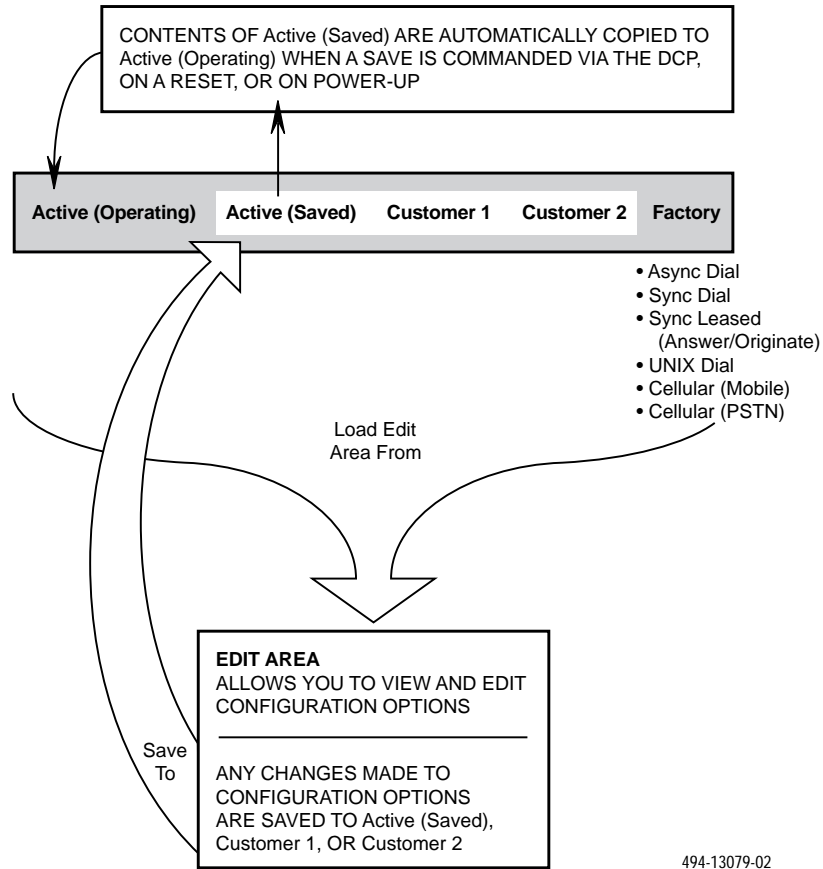 CONTENTS OF Active (Saved) ARE AUTOMATICALLY COPIED TO
Active (Operating) WHEN A SAVE IS COMMANDED VIA THE DCP,
ON A RESET, OR ON POWER-UP
Active (Operating) Active (Saved) Customer 1 Customer 2 Factory
• Async Dial
• Sync Dial
• Sync Leased
(Answer/Originate)
• UNIX Dial
• Cellular (Mobile)
• Cellular (PSTN)
Load Edit
Area From
EDIT AREA
ALLOWS YOU TO VIEW AND EDIT
CONFIGURATION OPTIONS
Save
To
ANY CHANGES MADE TO
CONFIGURATION OPTIONS
ARE SAVED TO Active (Saved),
Customer 1, OR Customer 2
494-13079-02